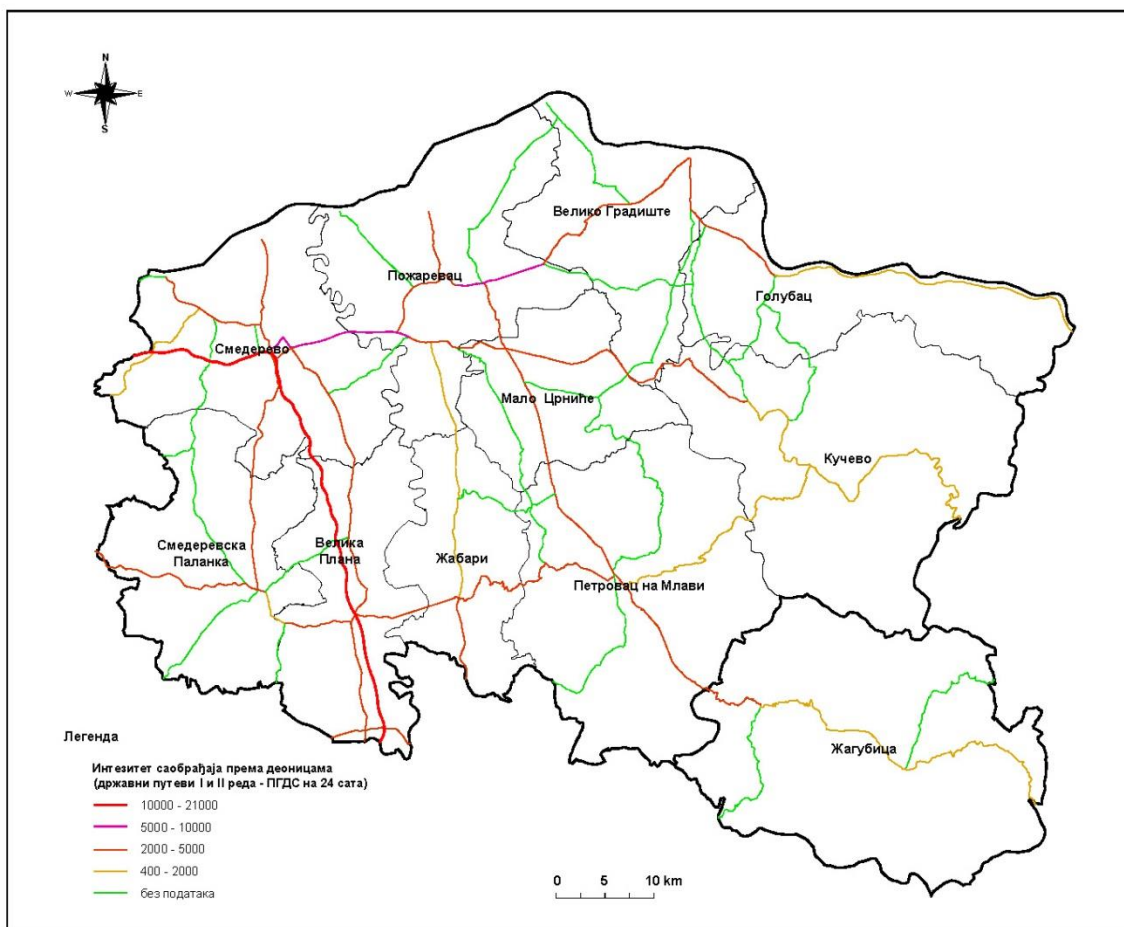 N
W E
S
Велико Градиште
Пожаревац
Голубац
Смедерево
Мало Црниће
Кучево
Смедеревска
Паланка
Велика
Плана
Жабари
Петровац на Млави
Жагубица
Легенда
Интезитет саобраћаја према деоницама
(државни путеви I и II реда - ПГДС на 24 сата)
10000 - 21000
5000 - 10000
2000 - 5000
400 - 2000
без података
0 5 10 km